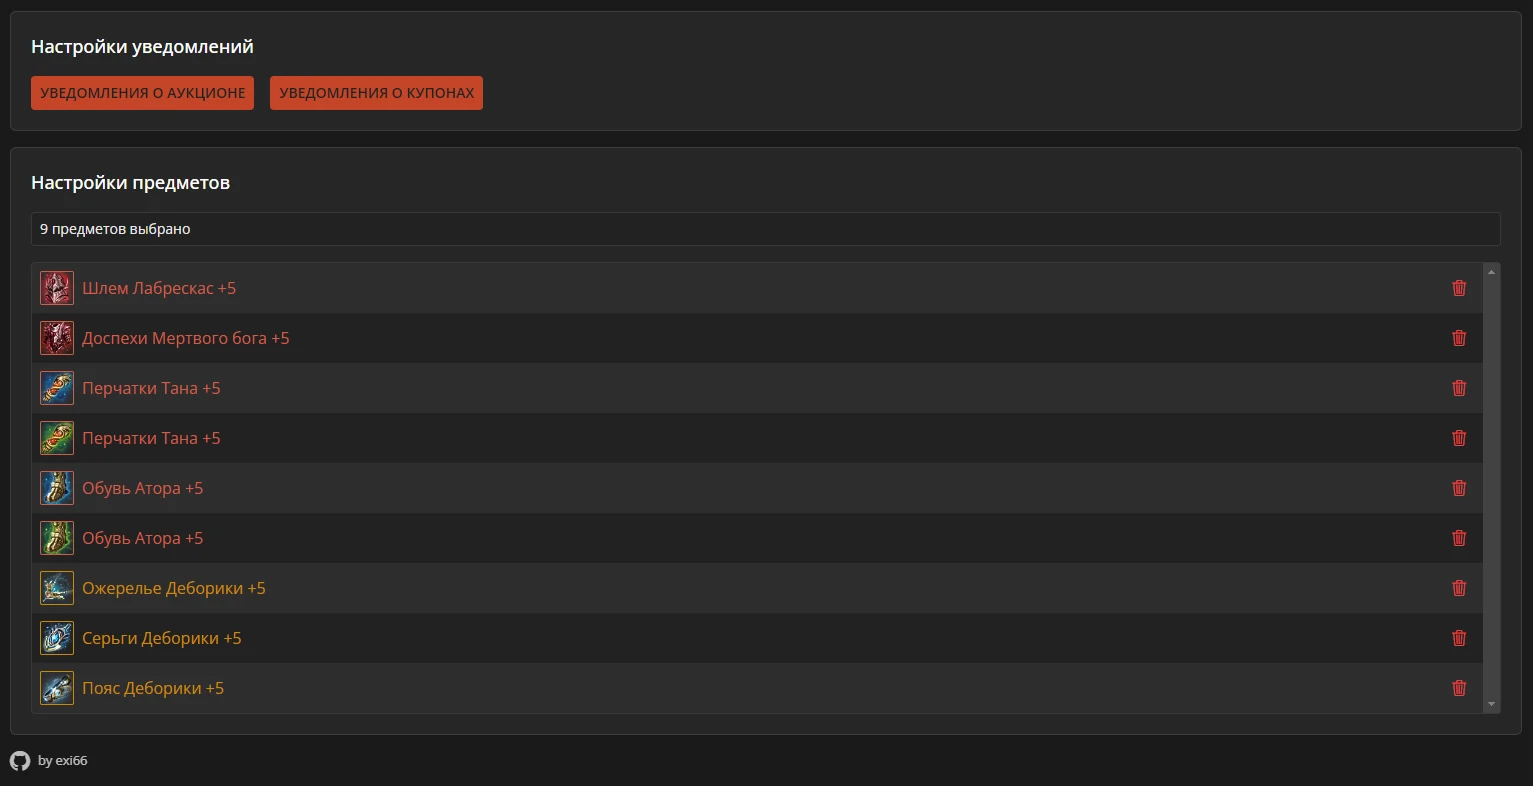 Настройки уведомлений
УВЕДОМЛЕНИЯ О АУКЦИОНЕ УВЕДОМЛЕНИЯ О КУПОНАХ
Настройки предметов
9 предметов выбрано
Шлем Лабрескас +5
Доспехи Мертвого бога +5
Перчатки Тана +5
Перчатки Тана +5
Обувь Атора +5
Обувь Атора +5
Ожерелье Деборики +5
Серьги Деборики +5
Пояс Деборики +5
by exi66